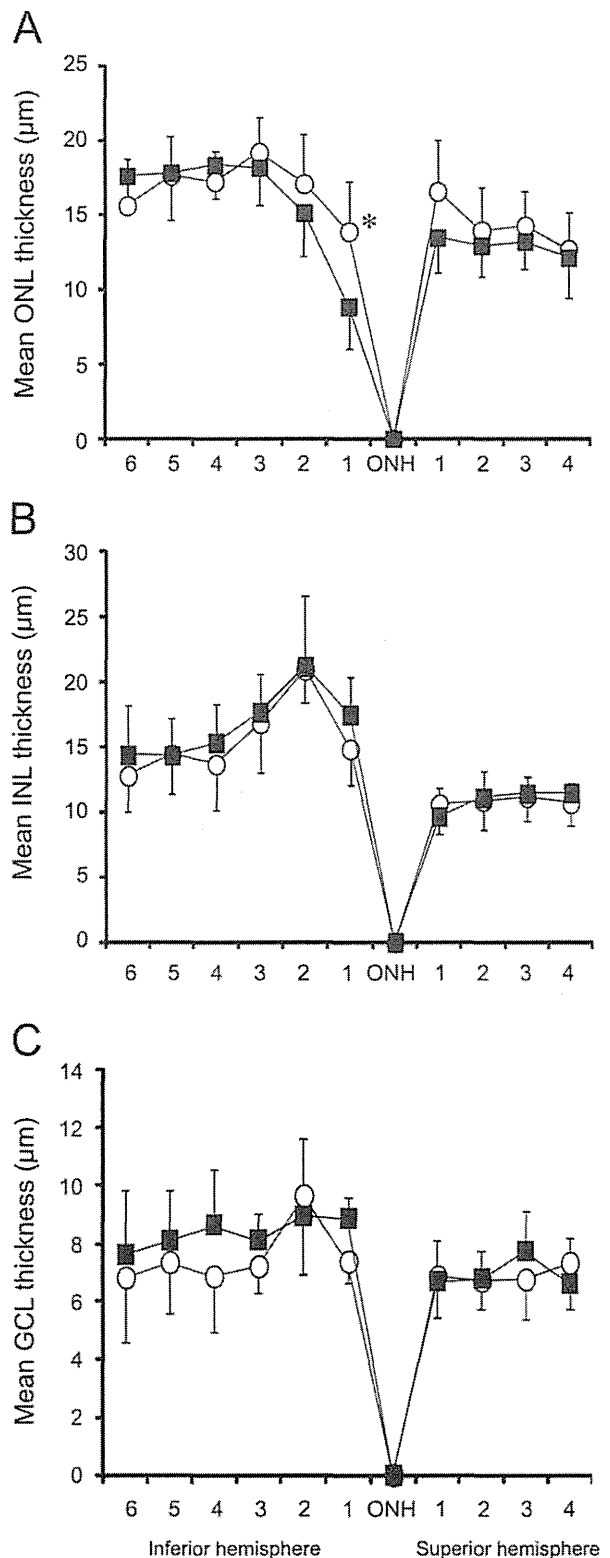 A
Mean ONL thickness (µm)
25
20
15
10
5
0
*
6 5 4 3 2 1 ONH 1 2 3 4
B
Mean INL thickness (µm)
30
25
20
15
10
5
0
6 5 4 3 2 1 ONH 1 2 3 4
C
Mean GCL thickness (µm)
14
12
10
8
6
4
2
0
6 5 4 3 2 1 ONH 1 2 3 4
Inferior hemisphere Superior hemisphere